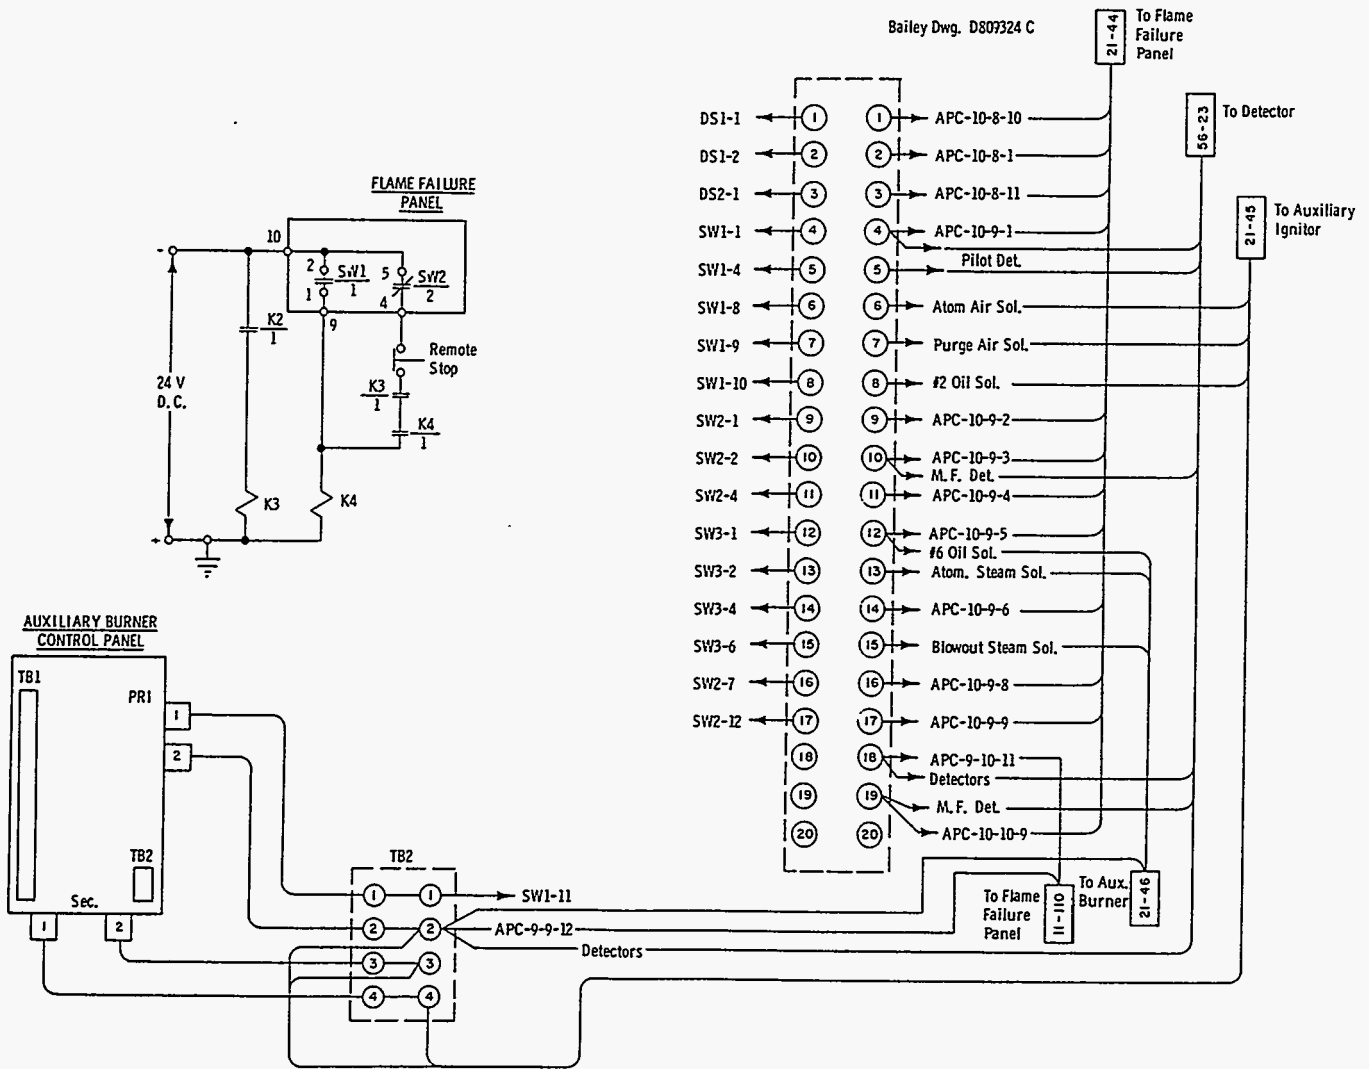 Bailey Dwg. D809324 C
21-44
To Flame
Failure
Panel
56-23
To Detector
21-45
To Auxiliary
Ignitor
FLAME FAILURE
PANEL
-
10
2
SW1
1
1
5
SW2
2
4
9
K2
1
Remote
Stop
K3
1
K4
1
24 V
D. C.
K3
K4
+
DS1-1 1 1 APC-10-8-10
DS1-2 2 2 APC-10-8-1
DS2-1 3 3 APC-10-8-11
SW1-1 4 4 APC-10-9-1
Pilot Det.
SW1-4 5 5
SW1-8 6 6 Atom Air Sol.
SW1-9 7 7 Purge Air Sol.
SW1-10 8 8 #2 Oil Sol.
SW2-1 9 9 APC-10-9-2
SW2-2 10 10 APC-10-9-3
M. F. Det.
SW2-4 11 11 APC-10-9-4
SW3-1 12 12 APC-10-9-5
#6 Oil Sol.
SW3-2 13 13 Atom. Steam Sol.
SW3-4 14 14 APC-10-9-6
SW3-6 15 15 Blowout Steam Sol.
SW2-7 16 16 APC-10-9-8
SW2-12 17 17 APC-10-9-9
18 18 APC-9-10-11
Detectors
19 19 M. F. Det.
20 20 APC-10-10-9
AUXILIARY BURNER
CONTROL PANEL
TB1
PR1
1
2
TB2
Sec.
1
2
TB2
1 1 SW1-11
2 2 APC-9-9-12
Detectors
3 3
4 4
To Flame
Failure
Panel
11-110
To Aux.
Burner
21-46